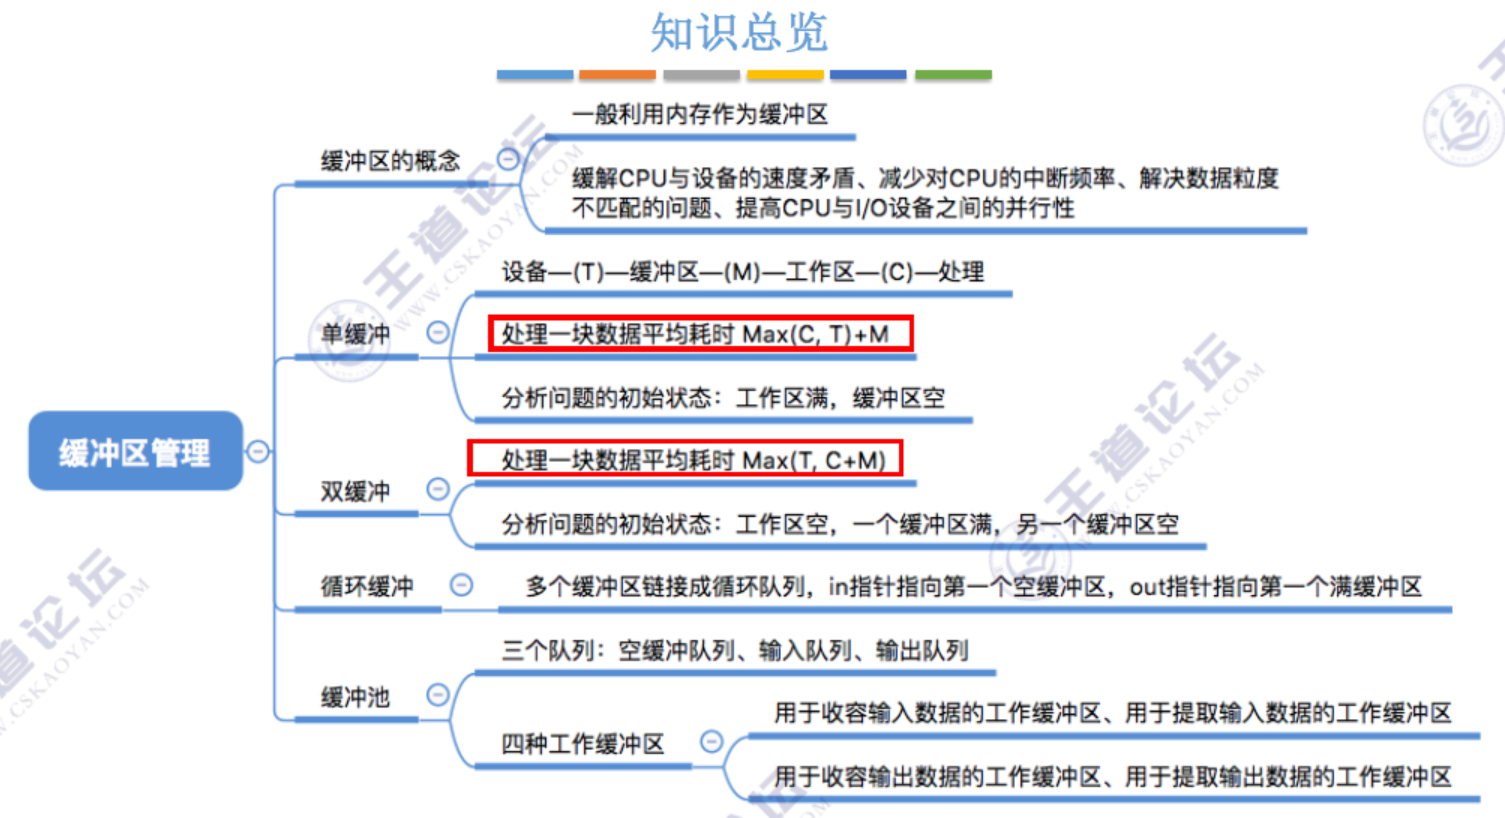 知识总览
一般利用内存作为缓冲区
缓冲区的概念
缓解CPU与设备的速度矛盾、减少对CPU的中断频率、解决数据粒度
不匹配的问题、提高CPU与I/O设备之间的并行性
设备—(T)—缓冲区—(M)—工作区—(C)—处理
单缓冲
处理一块数据平均耗时 Max(C, T)+M
分析问题的初始状态：工作区满，缓冲区空
缓冲区管理
处理一块数据平均耗时 Max(T, C+M)
双缓冲
分析问题的初始状态：工作区空，一个缓冲区满，另一个缓冲区空
循环缓冲
多个缓冲区链接成循环队列，in指针指向第一个空缓冲区，out指针指向第一个满缓冲区
三个队列：空缓冲队列、输入队列、输出队列
缓冲池
用于收容输入数据的工作缓冲区、用于提取输入数据的工作缓冲区
四种工作缓冲区
用于收容输出数据的工作缓冲区、用于提取输出数据的工作缓冲区
王道论坛
WWW.CSKAOYAN.COM
王道论坛
WWW.CSKAOYAN.COM
道论坛
.CSKAOYAN.COM